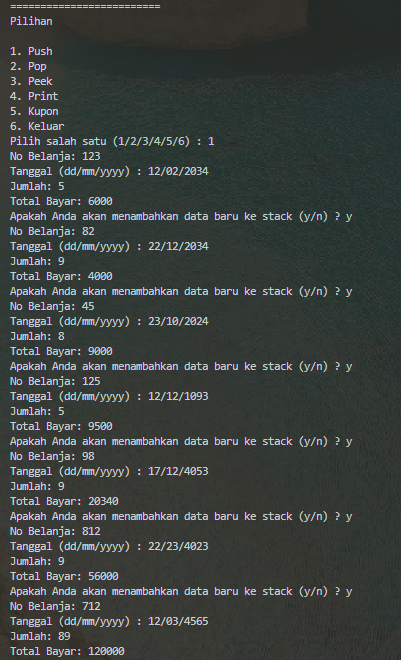 =========================
Pilihan
1. Push
2. Pop
3. Peek
4. Print
5. Kupon
6. Keluar
Pilih salah satu (1/2/3/4/5/6) : 1
No Belanja: 123
Tanggal (dd/mm/yyyy) : 12/02/2034
Jumlah: 5
Total Bayar: 6000
Apakah Anda akan menambahkan data baru ke stack (y/n) ? y
No Belanja: 82
Tanggal (dd/mm/yyyy) : 22/12/2034
Jumlah: 9
Total Bayar: 4000
Apakah Anda akan menambahkan data baru ke stack (y/n) ? y
No Belanja: 45
Tanggal (dd/mm/yyyy) : 23/10/2024
Jumlah: 8
Total Bayar: 9000
Apakah Anda akan menambahkan data baru ke stack (y/n) ? y
No Belanja: 125
Tanggal (dd/mm/yyyy) : 12/12/1093
Jumlah: 5
Total Bayar: 9500
Apakah Anda akan menambahkan data baru ke stack (y/n) ? y
No Belanja: 98
Tanggal (dd/mm/yyyy) : 17/12/4053
Jumlah: 9
Total Bayar: 20340
Apakah Anda akan menambahkan data baru ke stack (y/n) ? y
No Belanja: 812
Tanggal (dd/mm/yyyy) : 22/23/4023
Jumlah: 9
Total Bayar: 56000
Apakah Anda akan menambahkan data baru ke stack (y/n) ? y
No Belanja: 712
Tanggal (dd/mm/yyyy) : 12/03/4565
Jumlah: 89
Total Bayar: 120000